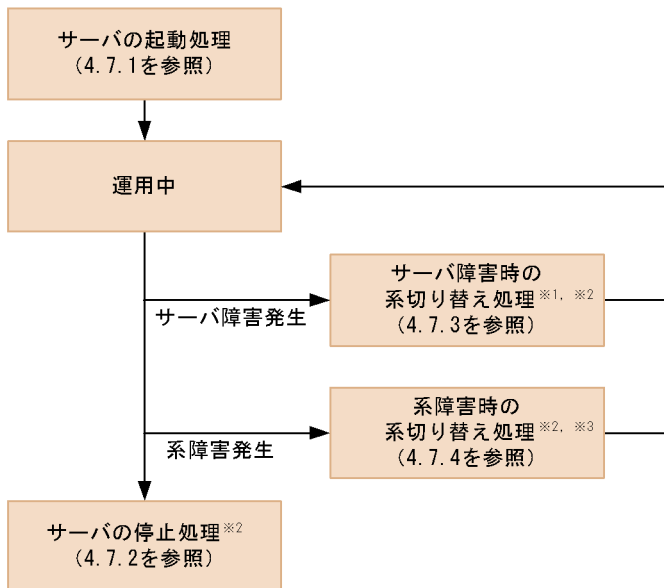 サーバの起動処理
(4.7.1を参照)
運用中
サーバ障害時の
系切り替え処理※1, ※2
(4.7.3を参照)
サーバ障害発生
系障害時の
系切り替え処理※2, ※3
(4.7.4を参照)
系障害発生
サーバの停止処理※2
(4.7.2を参照)